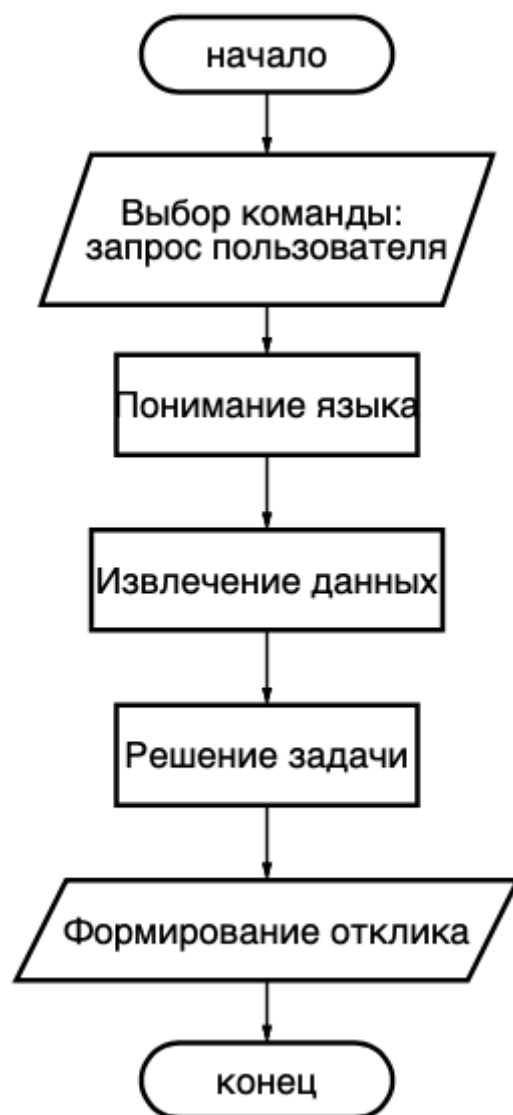 начало
Выбор команды:
запрос пользователя
Понимание языка
Извлечение данных
Решение задачи
Формирование отклика
конец